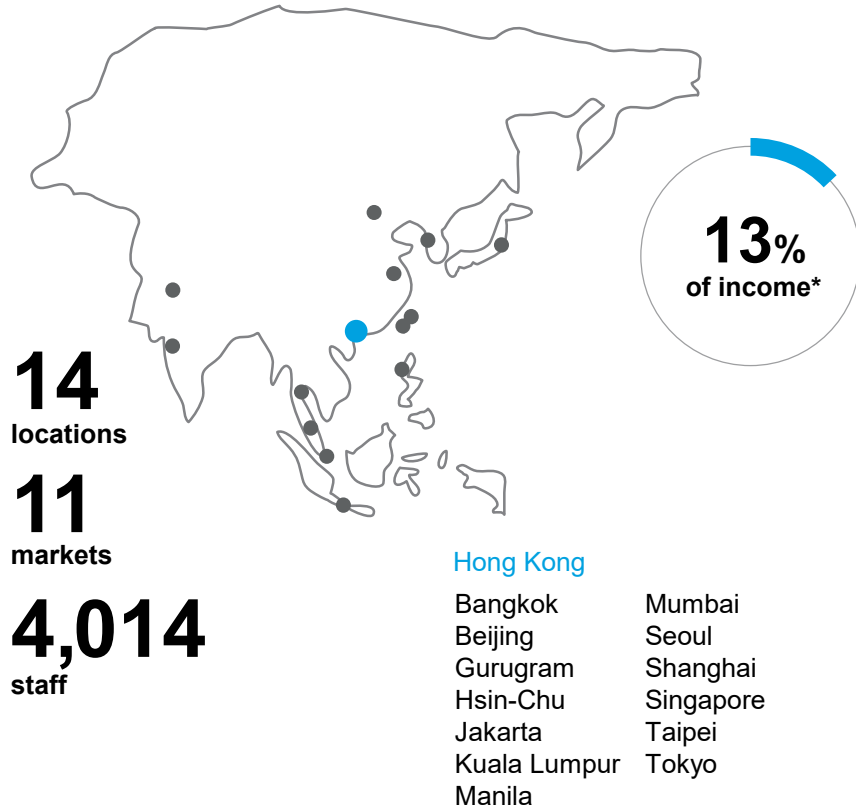 13%
of income*
14
locations
11
markets
4,014
staff
Hong Kong
Bangkok
Beijing
Gurugram
Hsin-Chu
Jakarta
Kuala Lumpur
Manila
Mumbai
Seoul
Shanghai
Singapore
Taipei
Tokyo